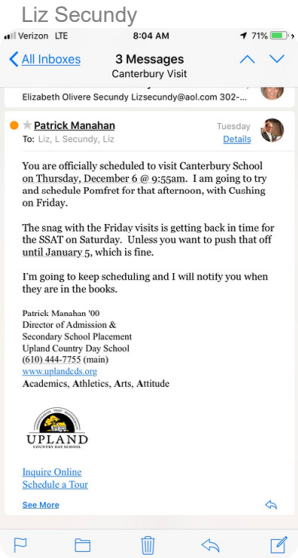 Liz Secundy
Verizon LTE 8:04 AM 71%
All Inboxes
3 Messages
Canterbury Visit
Elizabeth Olivere Secundy Lizsecundy@aol.com 302-...
Patrick Manahan Tuesday
To: Liz, L Secundy, Liz Details
You are officially scheduled to visit Canterbury School
on Thursday, December 6 @ 9:55am. I am going to try
and schedule Pomfret for that afternoon, with Cushing
on Friday.
The snag with the Friday visits is getting back in time for
the SSAT on Saturday. Unless you want to push that off
until January 5, which is fine.
I'm going to keep scheduling and I will notify you when
they are in the books.
Patrick Manahan '00
Director of Admission &
Secondary School Placement
Upland Country Day School
(610) 444-7755 (main)
www.uplandcds.org
Academics, Athletics, Arts, Attitude
UPLAND
COUNTRY DAY SCHOOL
Inquire Online
Schedule a Tour
See More